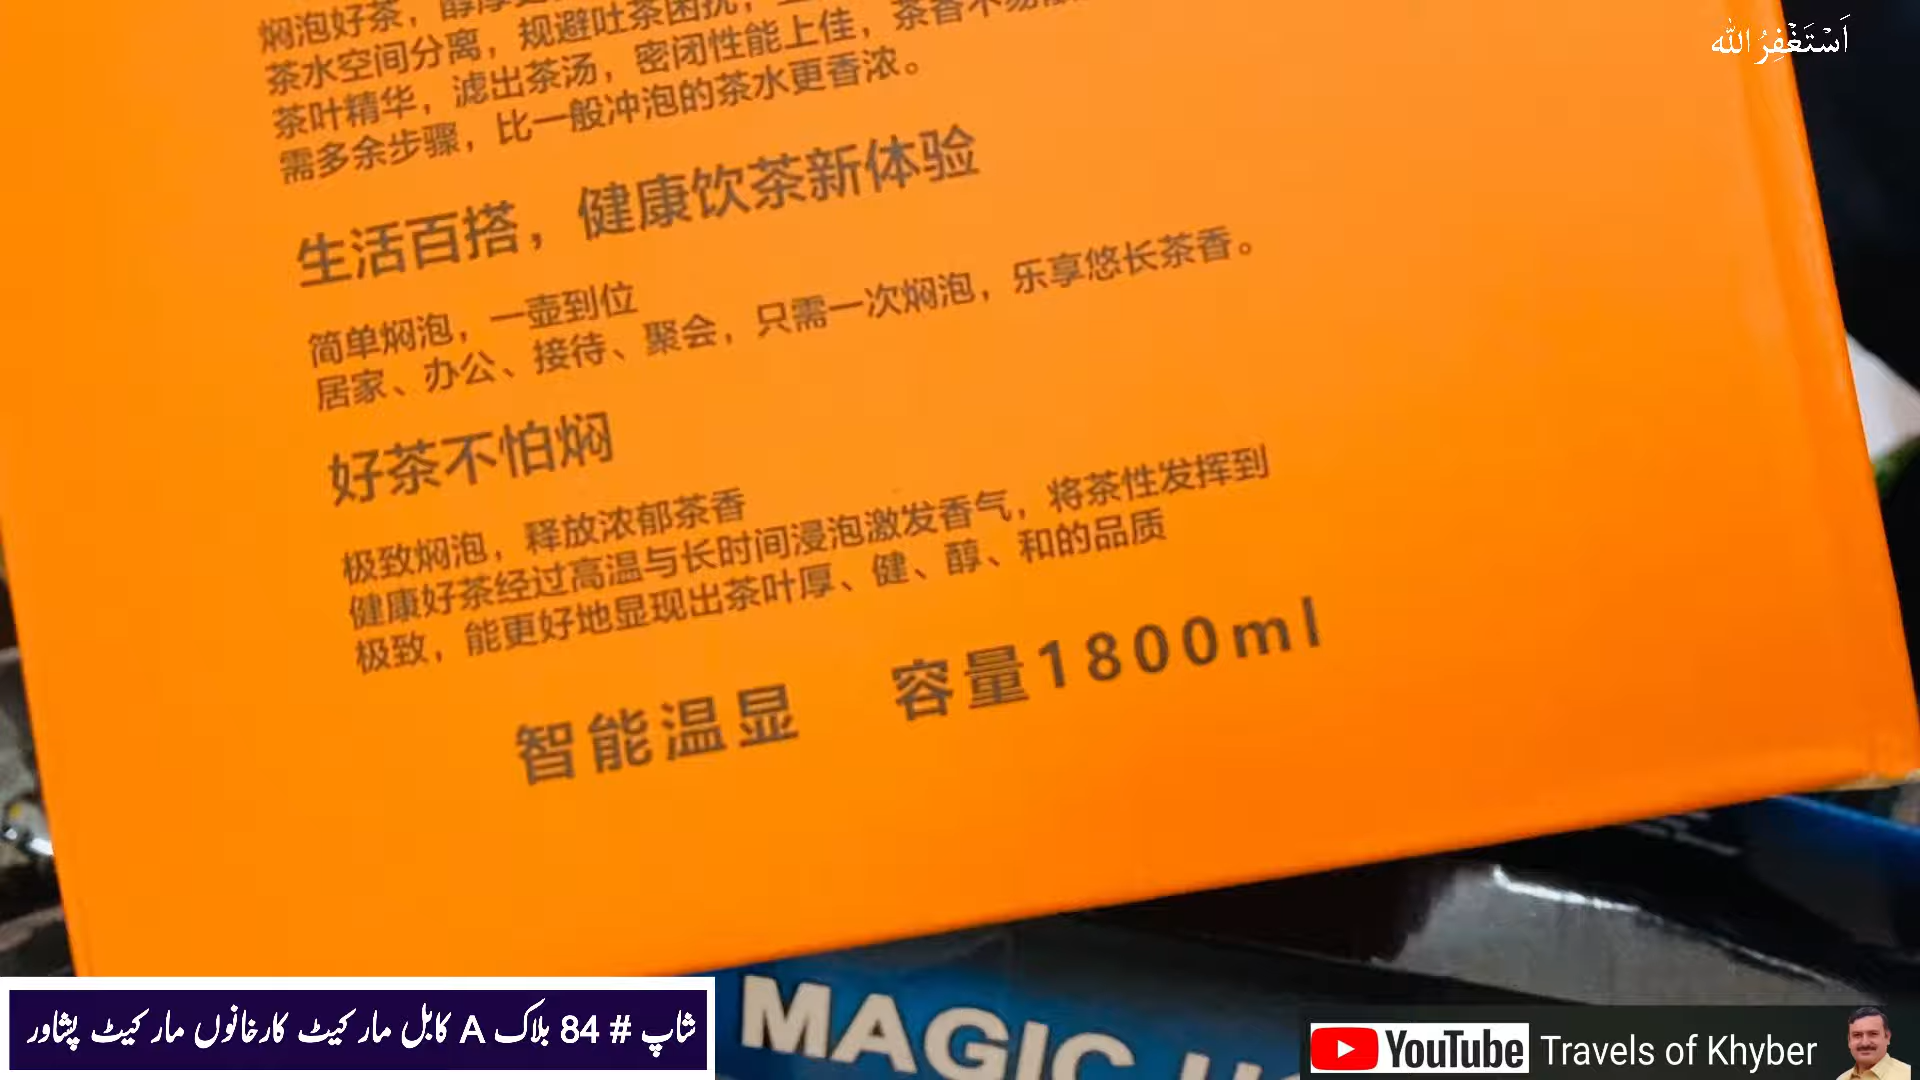 اَسْتَغْفِرُ اللہ
焖泡好茶，醇厚
茶水空间分离，规避吐茶困扰，
茶叶精华，滤出茶汤，密闭性能上佳，茶香不易
需多余步骤，比一般冲泡的茶水更香浓。
生活百搭，健康饮茶新体验
简单焖泡，一壶到位
居家、办公、接待、聚会，只需一次焖泡，乐享悠长茶香。
好茶不怕焖
极致焖泡，释放浓郁茶香
健康好茶经过高温与长时间浸泡激发香气，将茶性发挥到
极致，能更好地显现出茶叶厚、健、醇、和的品质
智能温显 容量1800ml
MAGIC
شاپ # 84 بلاک A کابل مارکیٹ کارخانوں مارکیٹ پشاور
YouTube Travels of Khyber